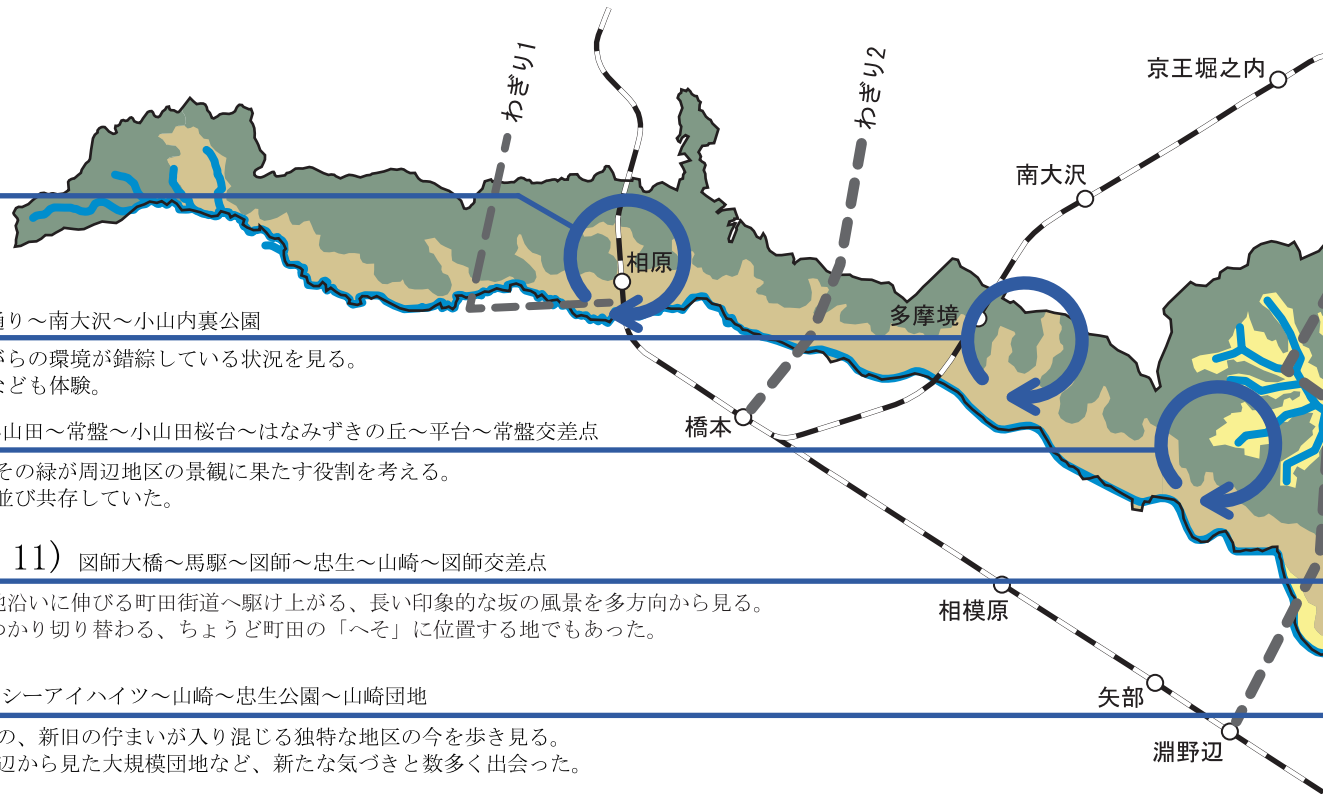 わぎり1
わぎり2
京王堀之内
南大沢
相原
多摩境
橋本
相模原
矢部
淵野辺
通り～南大沢～小山内裏公園
がらの環境が錯綜している状況を見る。
なども体験。
山田～常盤～小山田桜台～はなみずきの丘～平台～常盤交差点
その緑が周辺地区の景観に果たす役割を考える。
並び共存していた。
11) 図師大橋～馬駆～図師～忠生～山崎～図師交差点
地沿いに伸びる町田街道へ駆け上がる、長い印象的な坂の風景を多方向から見る。
つかり切り替わる、ちょうど町田の「へそ」に位置する地でもあった。
シーアイハイツ～山崎～忠生公園～山崎団地
の、新旧の佇まいが入り混じる独特な地区の今を歩き見る。
辺から見た大規模団地など、新たな気づきと数多く出会った。